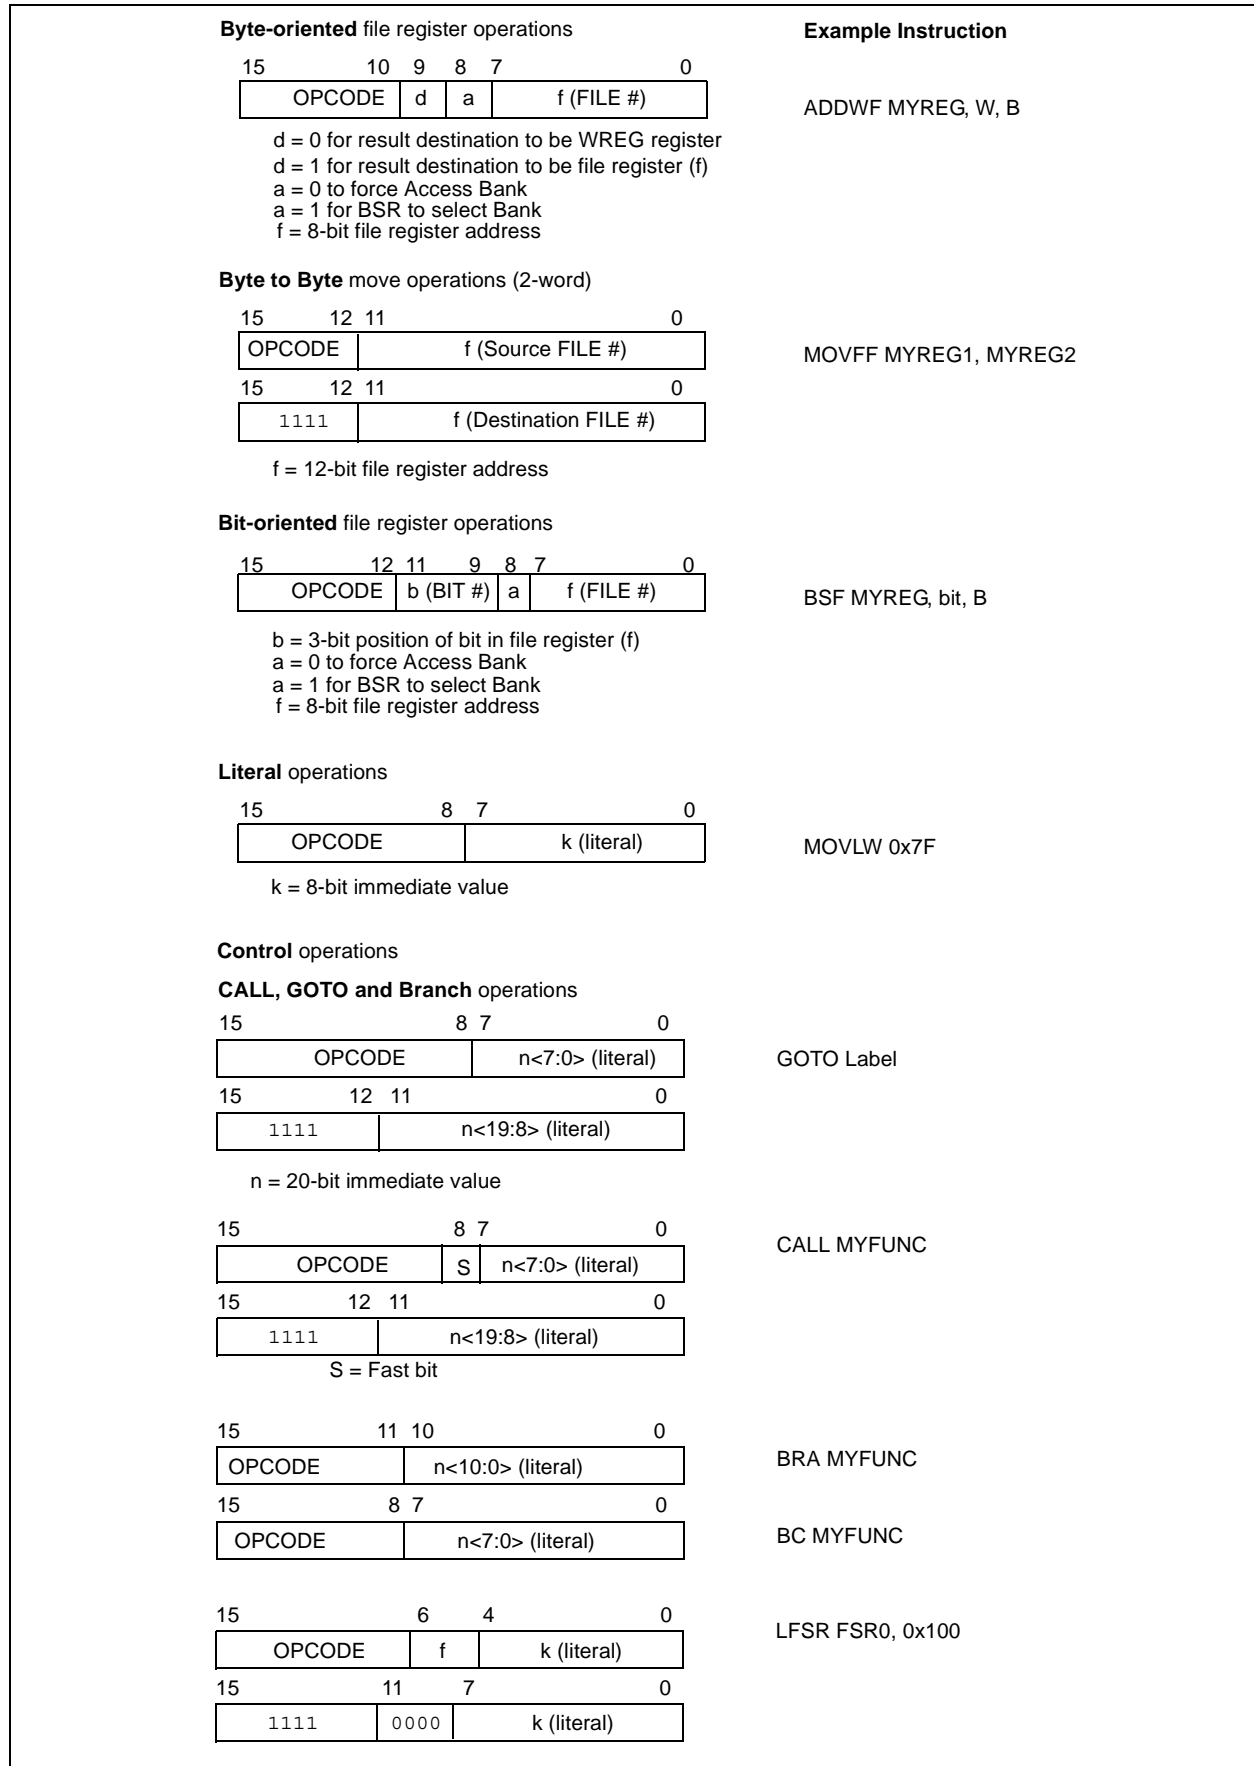 Byte-oriented file register operations
Example Instruction
15 10 9 8 7 0
OPCODE d a f (FILE #)
ADDWF MYREG, W, B
d = 0 for result destination to be WREG register
d = 1 for result destination to be file register (f)
a = 0 to force Access Bank
a = 1 for BSR to select Bank
f = 8-bit file register address
Byte to Byte move operations (2-word)
15 12 11 0
OPCODE f (Source FILE #)
MOVFF MYREG1, MYREG2
15 12 11 0
1111 f (Destination FILE #)
f = 12-bit file register address
Bit-oriented file register operations
15 12 11 9 8 7 0
OPCODE b (BIT #) a f (FILE #)
BSF MYREG, bit, B
b = 3-bit position of bit in file register (f)
a = 0 to force Access Bank
a = 1 for BSR to select Bank
f = 8-bit file register address
Literal operations
15 8 7 0
OPCODE k (literal)
MOVLW 0x7F
k = 8-bit immediate value
Control operations
CALL, GOTO and Branch operations
15 8 7 0
OPCODE n<7:0> (literal)
GOTO Label
15 12 11 0
1111 n<19:8> (literal)
n = 20-bit immediate value
15 8 7 0
CALL MYFUNC
OPCODE S n<7:0> (literal)
15 12 11 0
1111 n<19:8> (literal)
S = Fast bit
15 11 10 0
OPCODE n<10:0> (literal)
BRA MYFUNC
15 8 7 0
OPCODE n<7:0> (literal)
BC MYFUNC
15 6 4 0
LFSR FSR0, 0x100
OPCODE f k (literal)
15 11 7 0
1111 0000 k (literal)